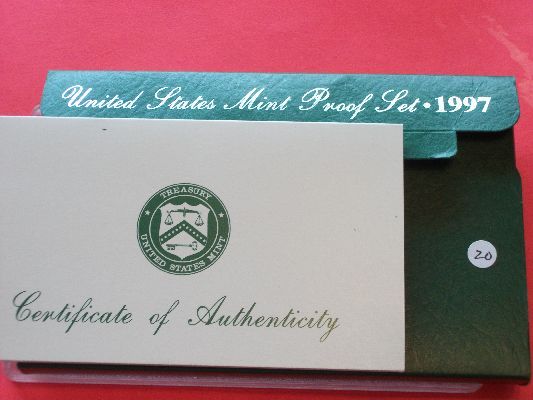 United States Mint Proof Set • 1997
TREASURY
UNITED STATES MINT
20
Certificate of Authenticity